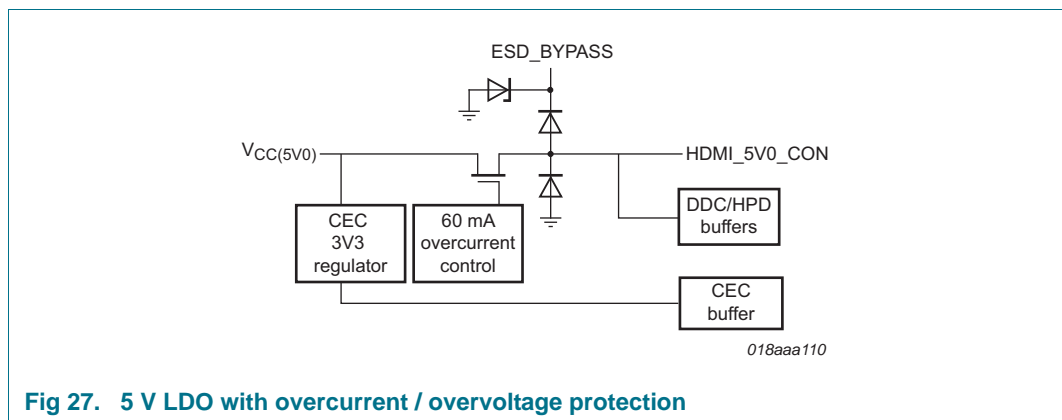 ESD_BYPASS
VCC(5V0)
HDMI_5V0_CON
CEC
3V3
regulator
60 mA
overcurrent
control
DDC/HPD
buffers
CEC
buffer
018aaa110
Fig 27. 5 V LDO with overcurrent / overvoltage protection